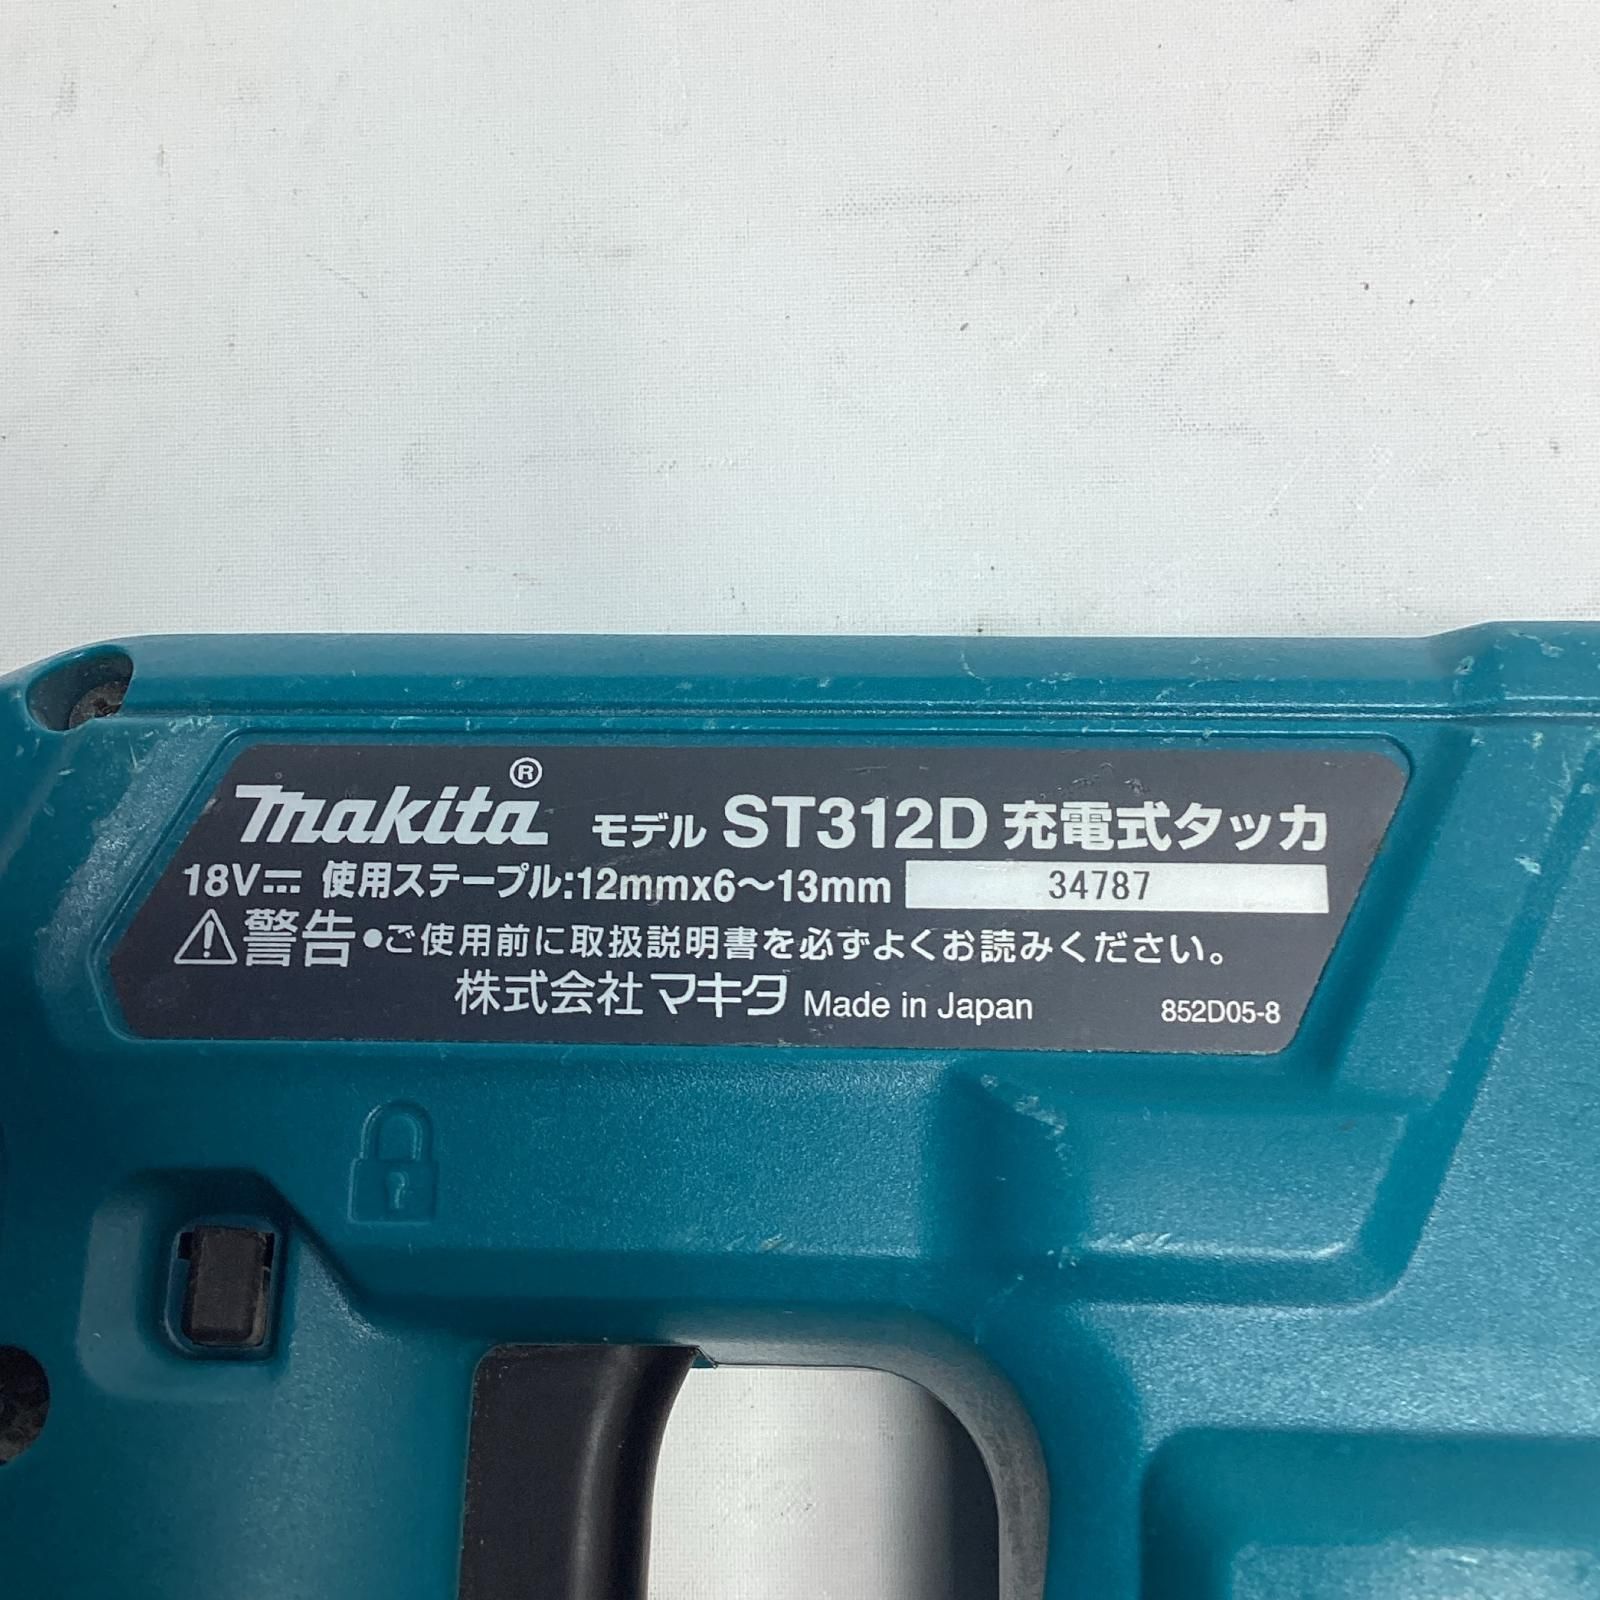 makita® モデル ST312D 充電式タッカ
18V 使用ステープル:12mmx6～13mm 34787
警告 ●ご使用前に取扱説明書を必ずよくお読みください。
株式会社マキタ Made in Japan 852D05-8